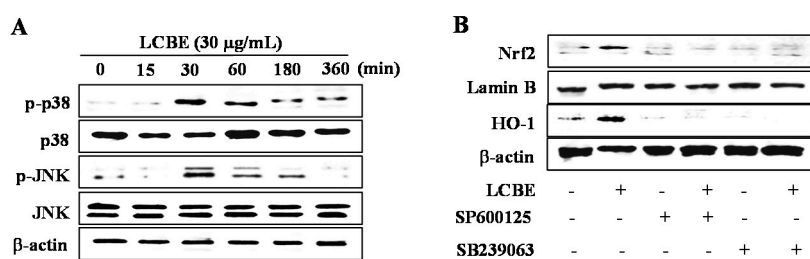 A
LCBE (30 μg/mL)
0 15 30 60 180 360 (min)
p-p38
p38
p-JNK
JNK
β-actin
B
Nrf2
Lamin B
HO-1
β-actin
LCBE - + - + - +
SP600125 - - + + - -
SB239063 - - - - + +